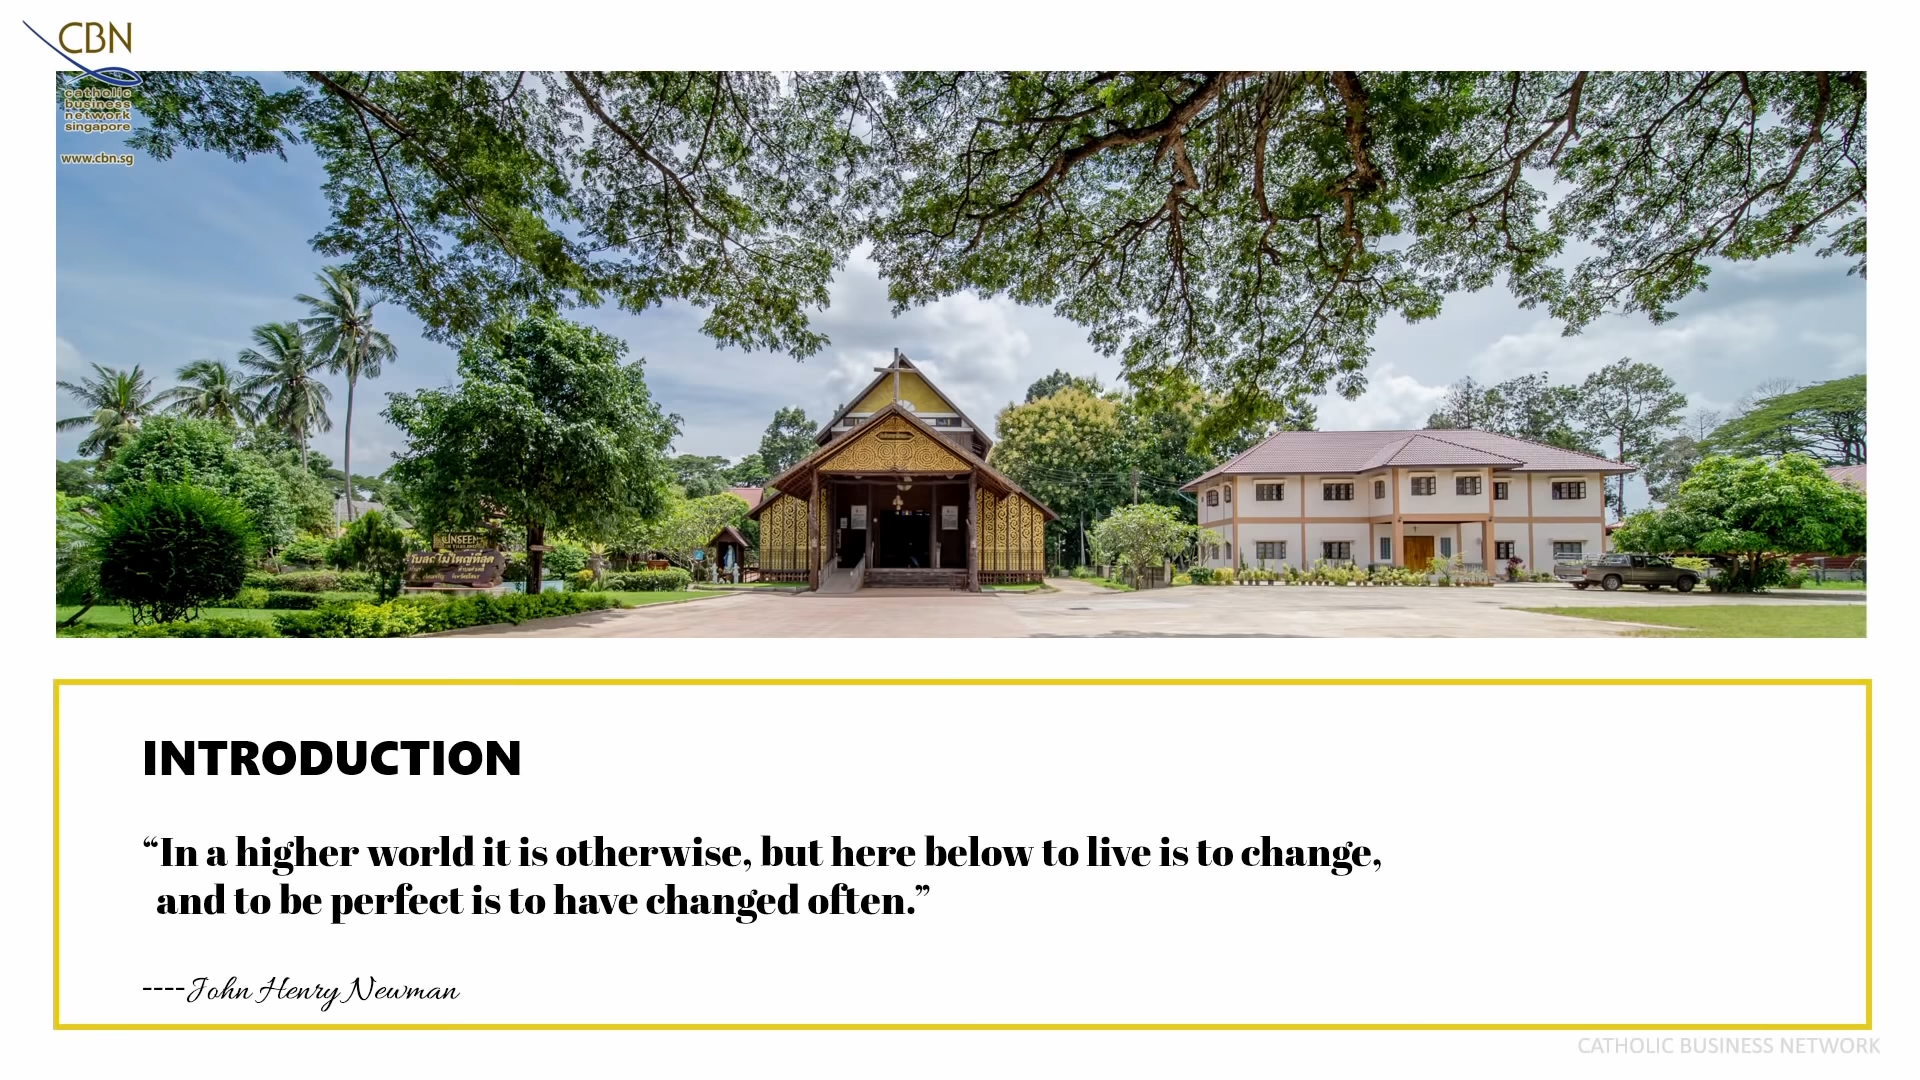 CBN
catholic
business
network
singapore
www.cbn.sg
UNSEEN
IN THAILAND
INTRODUCTION
“In a higher world it is otherwise, but here below to live is to change,
and to be perfect is to have changed often.”
----John Henry Newman
CATHOLIC BUSINESS NETWORK